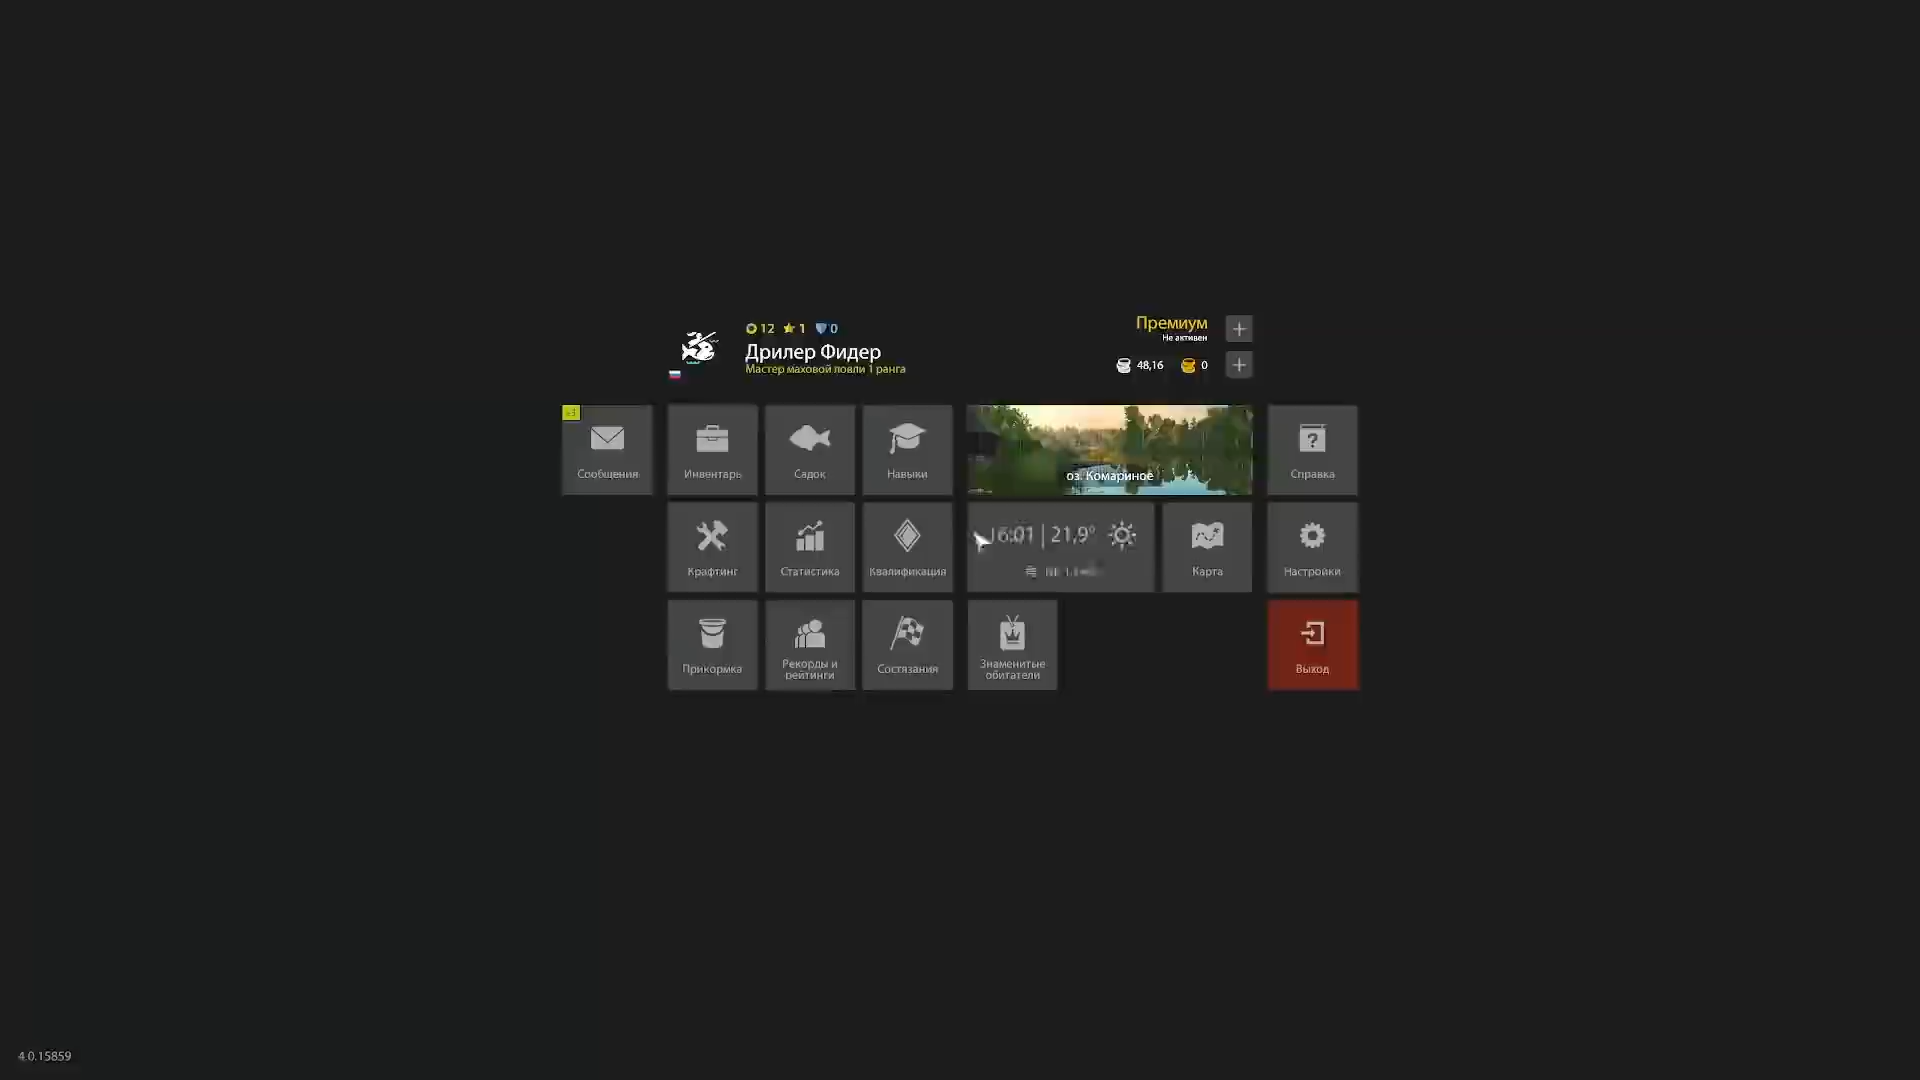 12 1 0
Дрилер Фидер
Мастер маховой ловли 1 ранга
Премиум
Не активен
48,16 0
Сообщения
Инвентарь
Садок
Навыки
оз. Комариное
Справка
Крафтинг
Статистика
Квалификация
16:01 | 21,9°
Карта
Настройки
Прикормка
Рекорды и
рейтинги
Состязания
Знаменитые
обитатели
Выход
4.0.15859